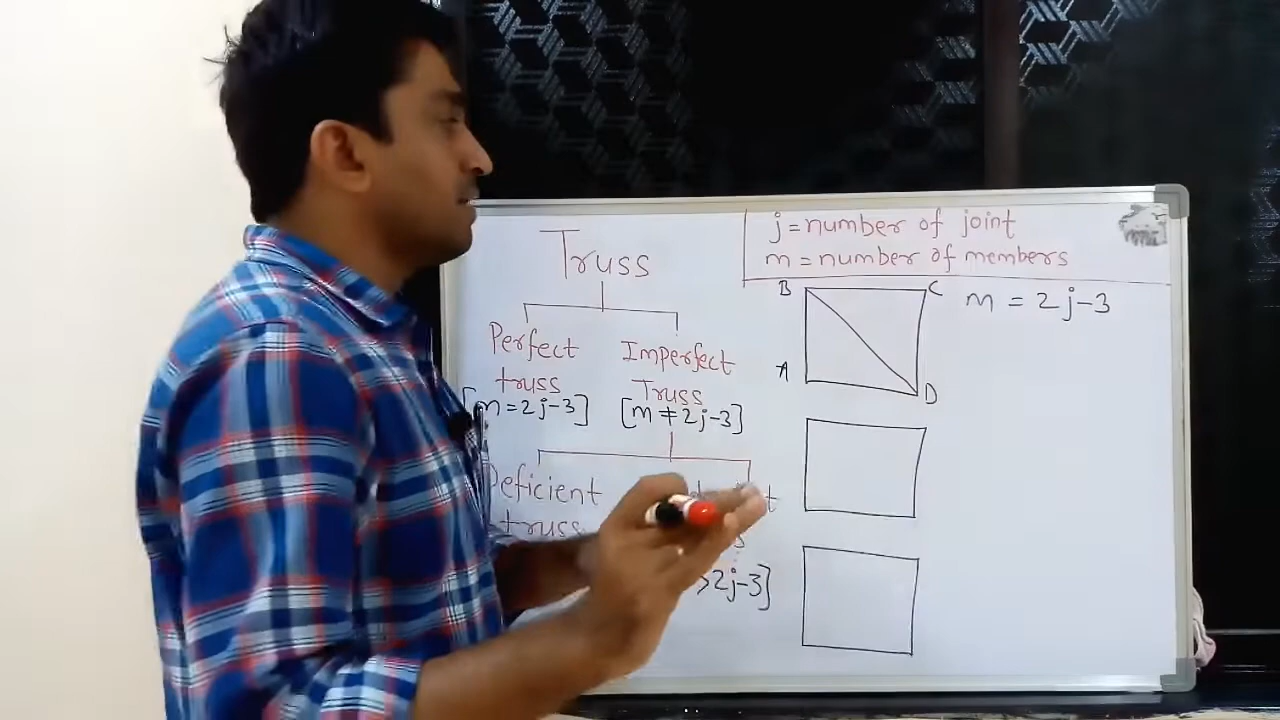 j = number of joint
m = number of members
Truss
Perfect
truss
[m = 2j-3]
Imperfect
Truss
[m ≠ 2j-3]
Deficient
truss
>2j-3]
B
C
A
D
m = 2j-3